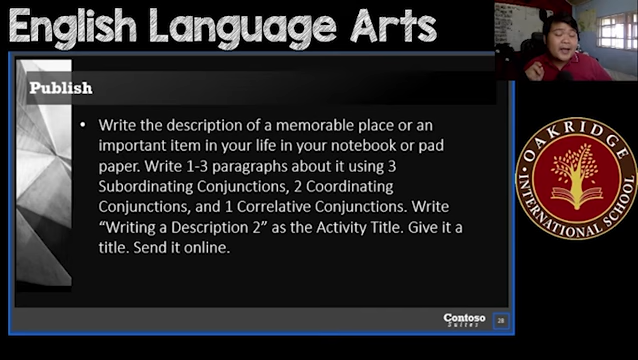 English Language Arts
Publish
• Write the description of a memorable place or an
important item in your life in your notebook or pad
paper. Write 1-3 paragraphs about it using 3
Subordinating Conjunctions, 2 Coordinating
Conjunctions, and 1 Correlative Conjunctions. Write
“Writing a Description 2” as the Activity Title. Give it a
title. Send it online.
Contoso
Suites
28
OAKRIDGE
INTERNATIONAL SCHOOL